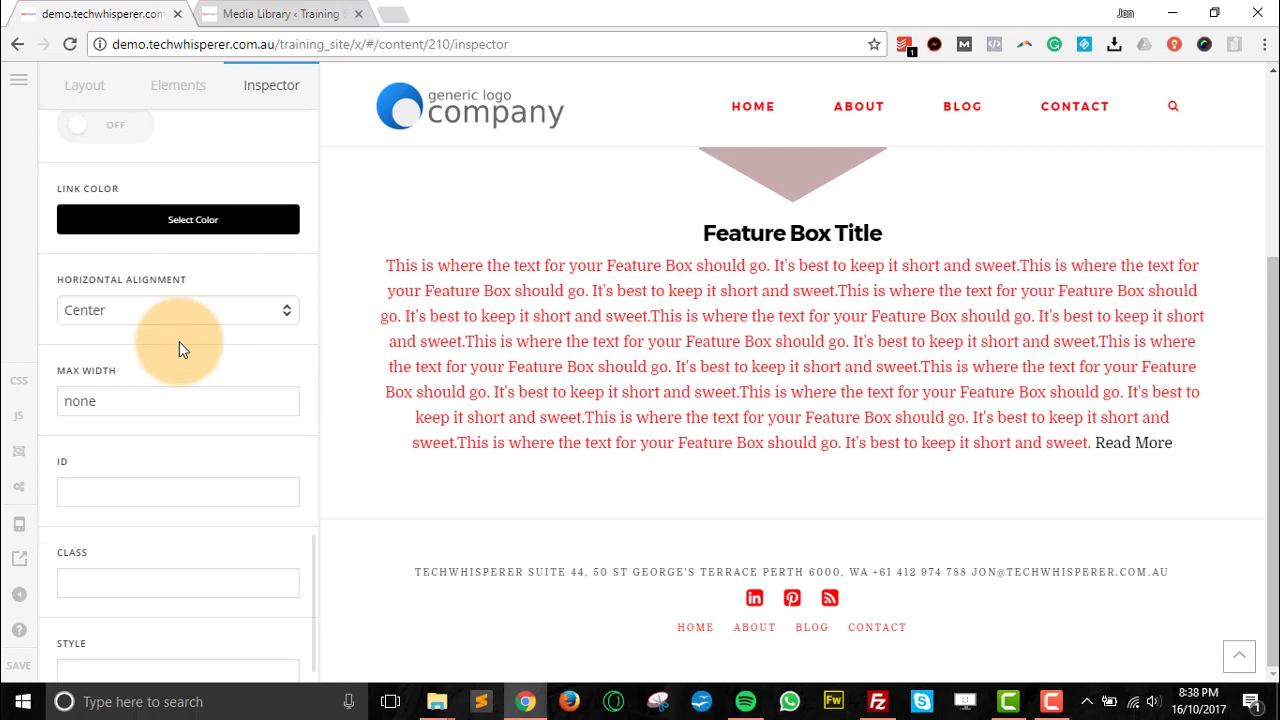 demo.techwhisperer.com
Media Library ‹ Training
Jon
demo.techwhisperer.com.au/training_site/x/#/content/210/inspector
1
Layout
Elements
Inspector
OFF
LINK COLOR
Select Color
HORIZONTAL ALIGNMENT
Center
MAX WIDTH
none
ID
CLASS
STYLE
CSS
JS
SAVE
generic logo
company
HOME
ABOUT
BLOG
CONTACT
Feature Box Title
This is where the text for your Feature Box should go. It's best to keep it short and sweet.This is where the text for
your Feature Box should go. It's best to keep it short and sweet.This is where the text for your Feature Box should
go. It's best to keep it short and sweet.This is where the text for your Feature Box should go. It's best to keep it short
and sweet.This is where the text for your Feature Box should go. It's best to keep it short and sweet.This is where
the text for your Feature Box should go. It's best to keep it short and sweet.This is where the text for your Feature
Box should go. It's best to keep it short and sweet.This is where the text for your Feature Box should go. It's best to
keep it short and sweet.This is where the text for your Feature Box should go. It's best to keep it short and
sweet.This is where the text for your Feature Box should go. It's best to keep it short and sweet. Read More
TECHWHISPERER SUITE 44, 50 ST GEORGE'S TERRACE PERTH 6000, WA +61 412 974 788 JON@TECHWHISPERER.COM.AU
HOME
ABOUT
BLOG
CONTACT
Type here to search
Fw
8:38 PM
16/10/2017
1